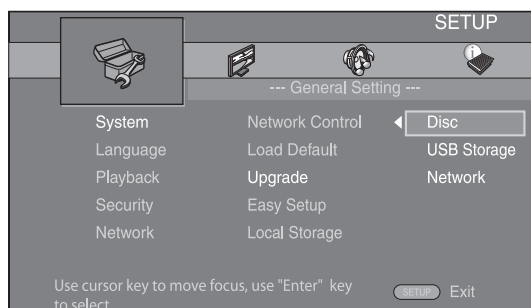 SETUP
--- General Setting ---
System Network Control Disc
Language Load Default USB Storage
Playback Upgrade Network
Security Easy Setup
Network Local Storage
Use cursor key to move focus, use "Enter" key
to select
SETUP Exit